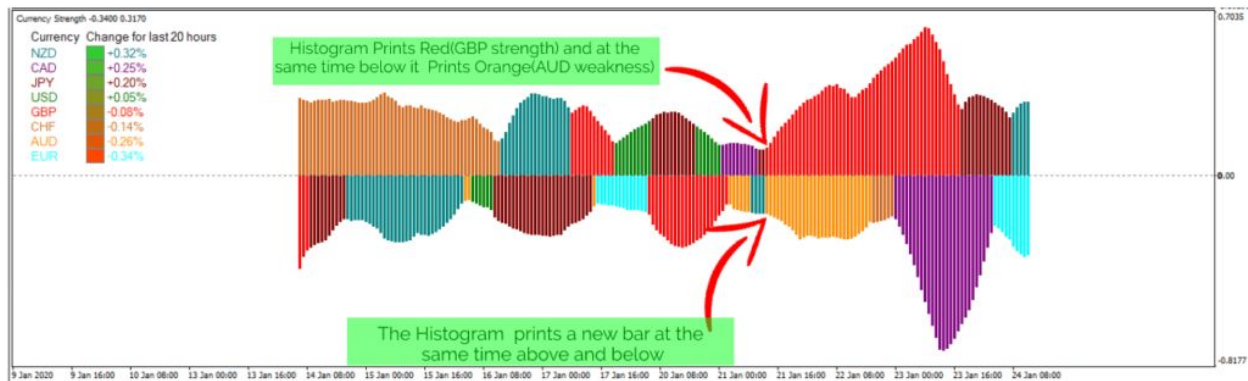 Currency Strength -0.3400 0.3170
0.7035
Currency Change for last 20 hours
NZD +0.32%
CAD +0.25%
JPY +0.20%
USD +0.05%
GBP -0.08%
CHF -0.14%
AUD -0.26%
EUR -0.34%
Histogram Prints Red(GBP strength) and at the
same time below it Prints Orange(AUD weakness)
0.00
The Histogram prints a new bar at the
same time above and below
-0.8177
9 Jan 2020 9 Jan 16:00 10 Jan 08:00 13 Jan 00:00 13 Jan 16:00 14 Jan 08:00 15 Jan 00:00 15 Jan 16:00 16 Jan 08:00 17 Jan 00:00 17 Jan 16:00 20 Jan 08:00 21 Jan 00:00 21 Jan 16:00 22 Jan 08:00 23 Jan 00:00 23 Jan 16:00 24 Jan 08:00